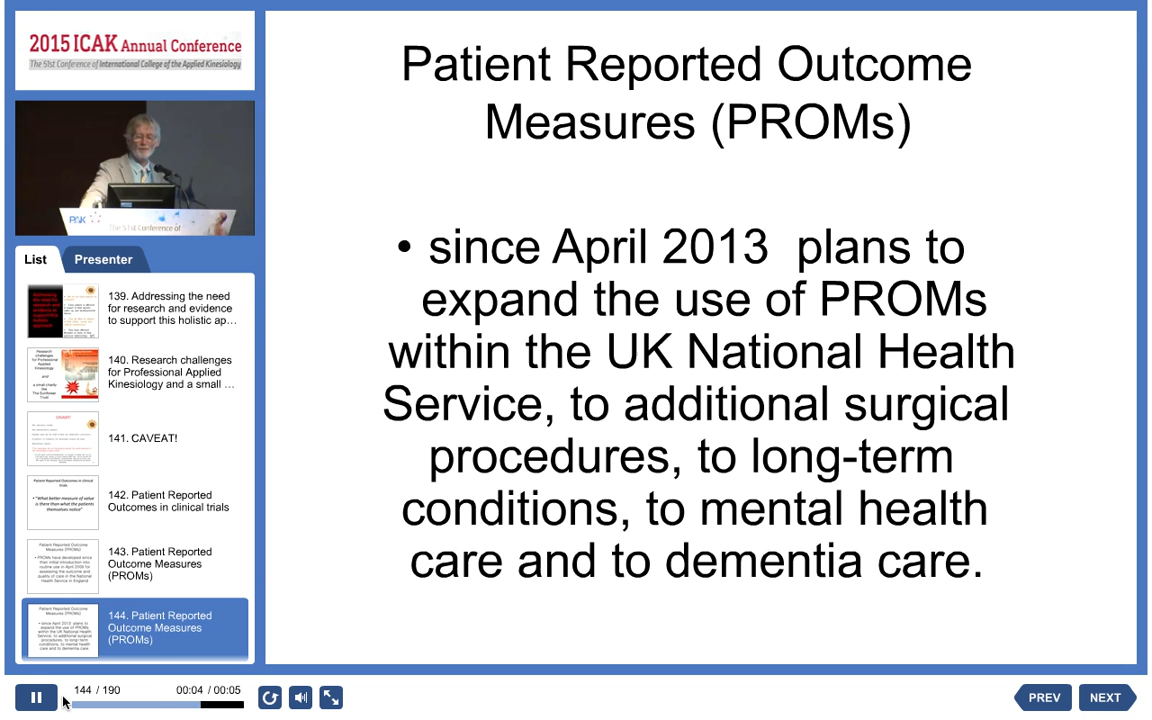 2015 ICAK Annual Conference
The 51st Conference of International College of the Applied Kinesiology
PAK
The 51st Conference of
List
Presenter
139. Addressing the need
for research and evidence
to support this holistic ap...
140. Research challenges
for Professional Applied
Kinesiology and a small ...
141. CAVEAT!
142. Patient Reported
Outcomes in clinical trials
143. Patient Reported
Outcome Measures
(PROMs)
144. Patient Reported
Outcome Measures
(PROMs)
Patient Reported Outcome
Measures (PROMs)
• since April 2013 plans to
expand the use of PROMs
within the UK National Health
Service, to additional surgical
procedures, to long-term
conditions, to mental health
care and to dementia care.
144 / 190
00:04 / 00:05
PREV
NEXT